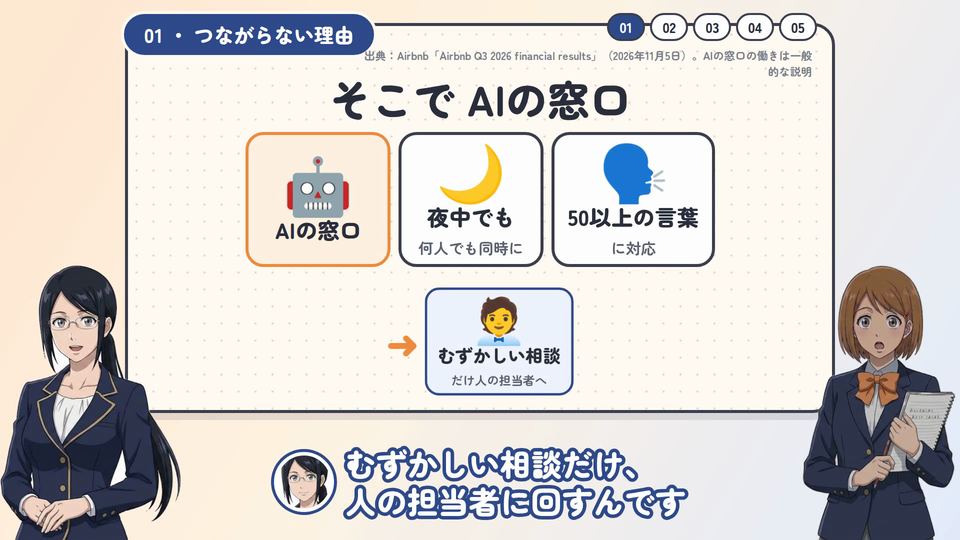 01 ・ つながらない理由
01 02 03 04 05
出典：Airbnb「Airbnb Q3 2026 financial results」（2026年11月5日）。AIの窓口の働きは一般
的な説明
そこで AIの窓口
AIの窓口
夜中でも
何人でも同時に
50以上の言葉
に対応
むずかしい相談
だけ人の担当者へ
むずかしい相談だけ、
人の担当者に回すんです